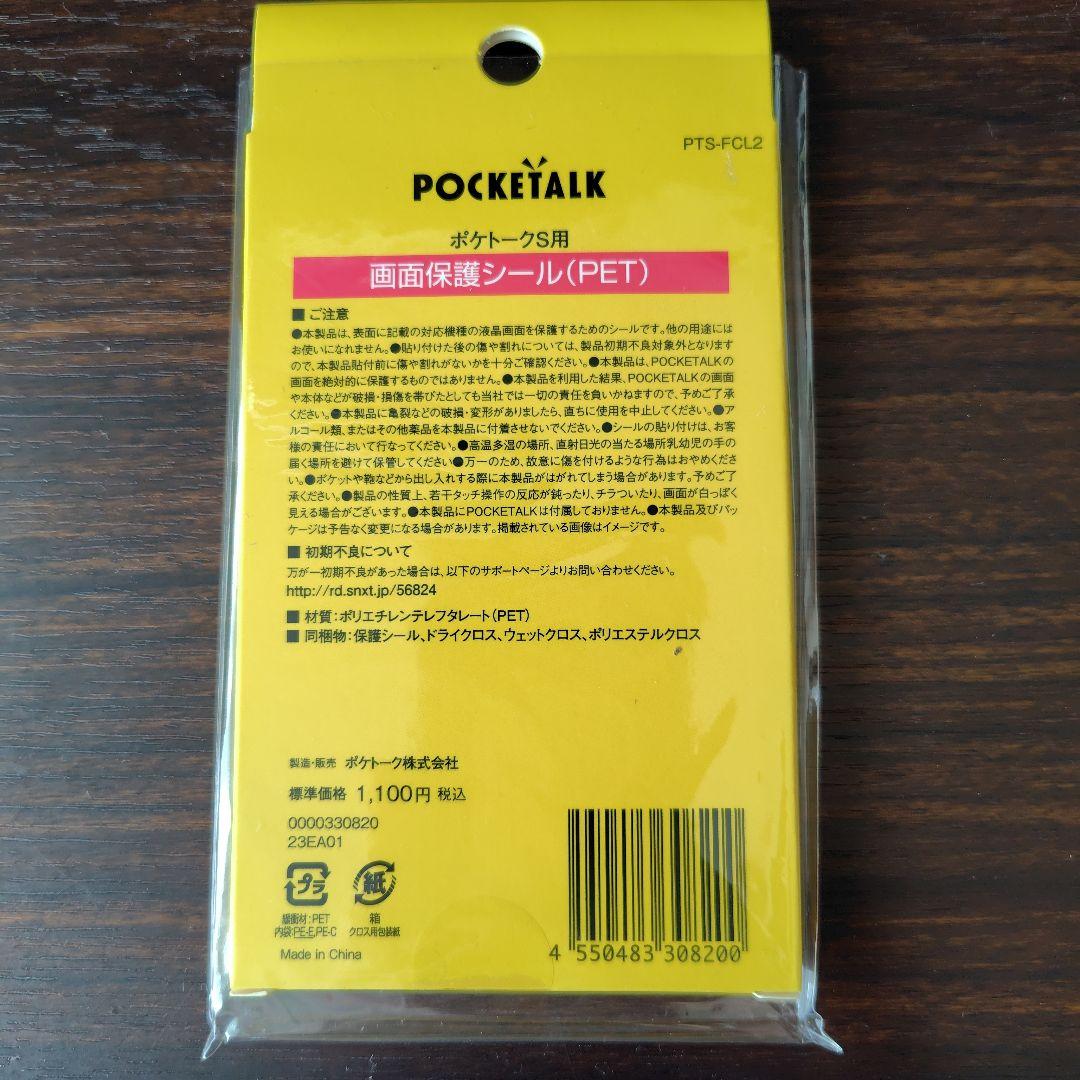 PTS-FCL2
POCKETALK
ポケトークS用
画面保護シール(PET)
■ ご注意
●本製品は、表面に記載の対応機種の液晶画面を保護するためのシールです。他の用途には
お使いになれません。●貼り付けた後の傷や割れについては、製品初期不良対象外となります
ので、本製品貼付前に傷や割れがないかを十分ご確認ください。●本製品は、POCKETALKの
画面を絶対的に保護するものではありません。●本製品を利用した結果、POCKETALKの画面
や本体などが破損・損傷を帯びたとしても当社では一切の責任を負いかねますので、予めご了承
ください。●本製品に亀裂などの破損・変形がありましたら、直ちに使用を中止してください。●ア
ルコール類、またはその他薬品を本製品に付着させないでください。●シールの貼り付けは、お客
様の責任において行なってください。●高温多湿の場所、直射日光の当たる場所乳幼児の手の
届く場所を避けて保管してください●万一のため、故意に傷を付けるような行為はおやめくださ
い。●ポケットや鞄などから出し入れする際に本製品がはがれてしまう場合があります。予めご了
承ください。●製品の性質上、若干タッチ操作の反応が鈍ったり、チラついたり、画面が白っぽく
見える場合がございます。●本製品にPOCKETALKは付属しておりません。●本製品及びパッ
ケージは予告なく変更になる場合があります。掲載されている画像はイメージです。
■ 初期不良について
万が一初期不良があった場合は、以下のサポートページよりお問い合わせください。
http://rd.snxt.jp/56824
■ 材質:ポリエチレンテレフタレート(PET)
■ 同梱物:保護シール、ドライクロス、ウェットクロス、ポリエステルクロス
製造・販売 ポケトーク株式会社
標準価格 1,100円 税込
0000330820
23EA01
プラ 紙
緩衝材:PET 箱
内袋:PE-E,PE-C クロス用包装紙
Made in China
4 550483 308200